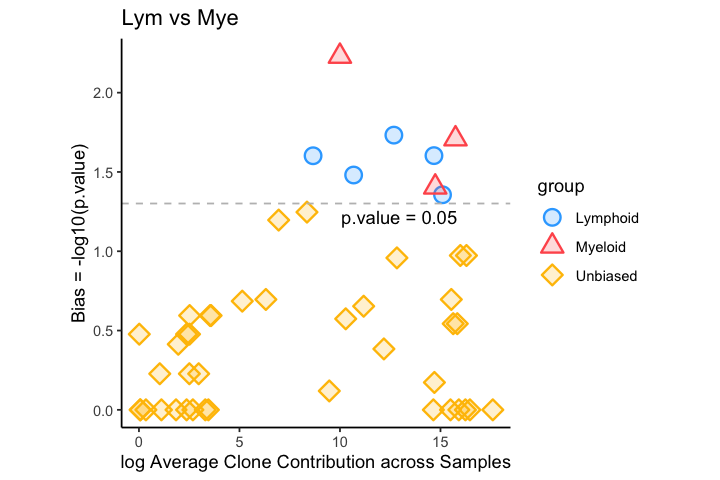 Lym vs Mye
Bias = -log10(p.value)
2.0
1.5
1.0
0.5
0.0
p.value = 0.05
0 5 10 15
log Average Clone Contribution across Samples
group
Lymphoid
Myeloid
Unbiased